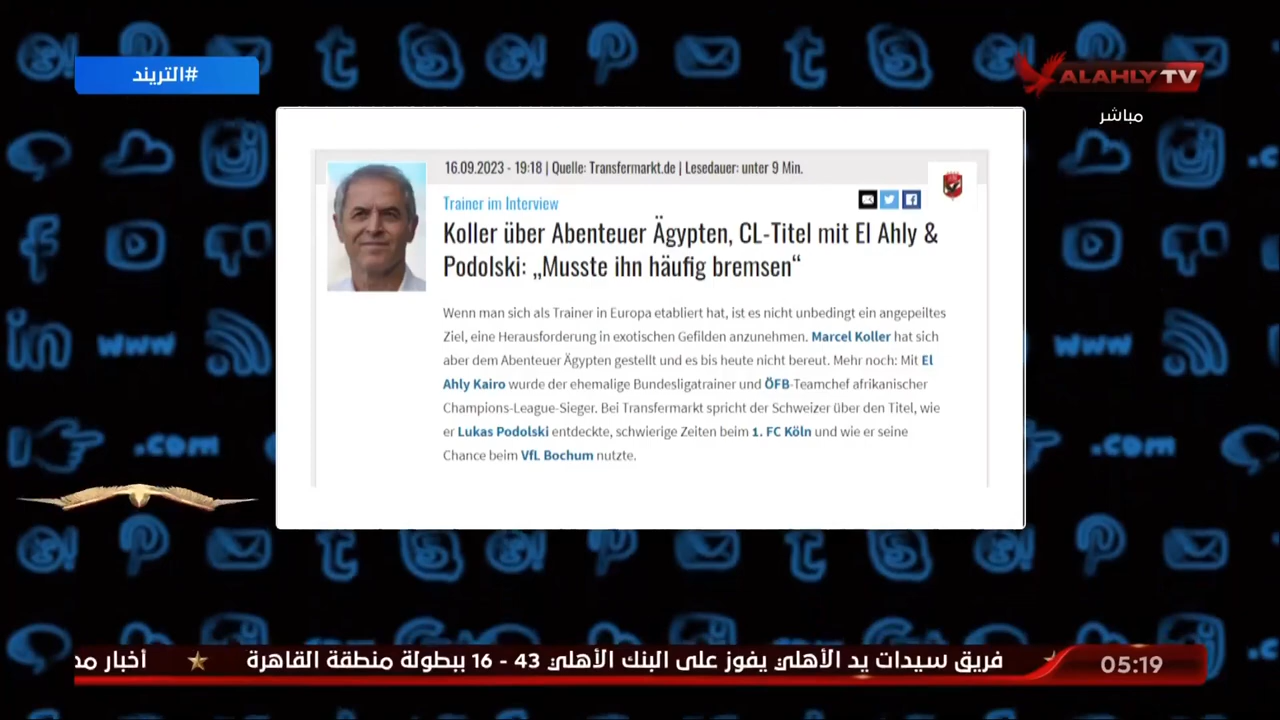 #التريند
ALAHLY TV
مباشر
16.09.2023 - 19:18 | Quelle: Transfermarkt.de | Lesedauer: unter 9 Min.
Trainer im Interview
Koller über Abenteuer Ägypten, CL-Titel mit El Ahly &
Podolski: „Musste ihn häufig bremsen“
Wenn man sich als Trainer in Europa etabliert hat, ist es nicht unbedingt ein angepeiltes
Ziel, eine Herausforderung in exotischen Gefilden anzunehmen. Marcel Koller hat sich
aber dem Abenteuer Ägypten gestellt und es bis heute nicht bereut. Mehr noch: Mit El
Ahly Kairo wurde der ehemalige Bundesligatrainer und ÖFB-Teamchef afrikanischer
Champions-League-Sieger. Bei Transfermarkt spricht der Schweizer über den Titel, wie
er Lukas Podolski entdeckte, schwierige Zeiten beim 1. FC Köln und wie er seine
Chance beim VfL Bochum nutzte.
www
www
.com
.com
فريق سيدات يد الأهلي يفوز على البنك الأهلي 43 - 16 ببطولة منطقة القاهرة
أخبار
05:19